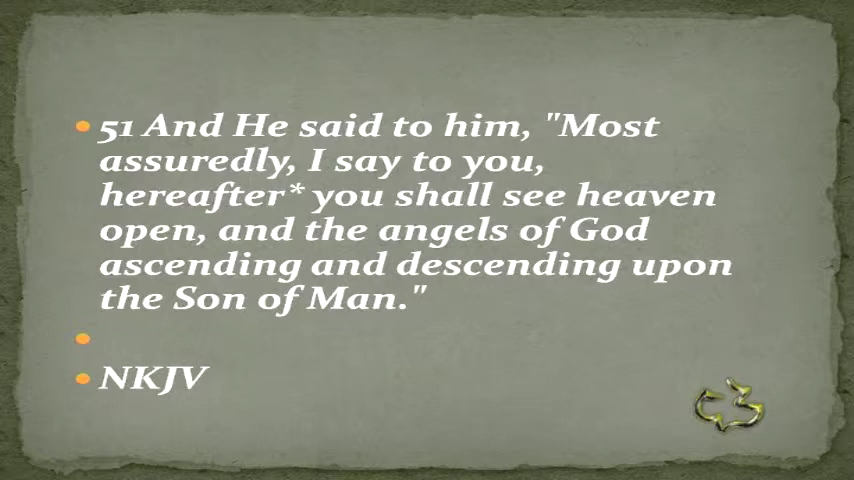 51 And He said to him, "Most
assuredly, I say to you,
hereafter* you shall see heaven
open, and the angels of God
ascending and descending upon
the Son of Man."
NKJV